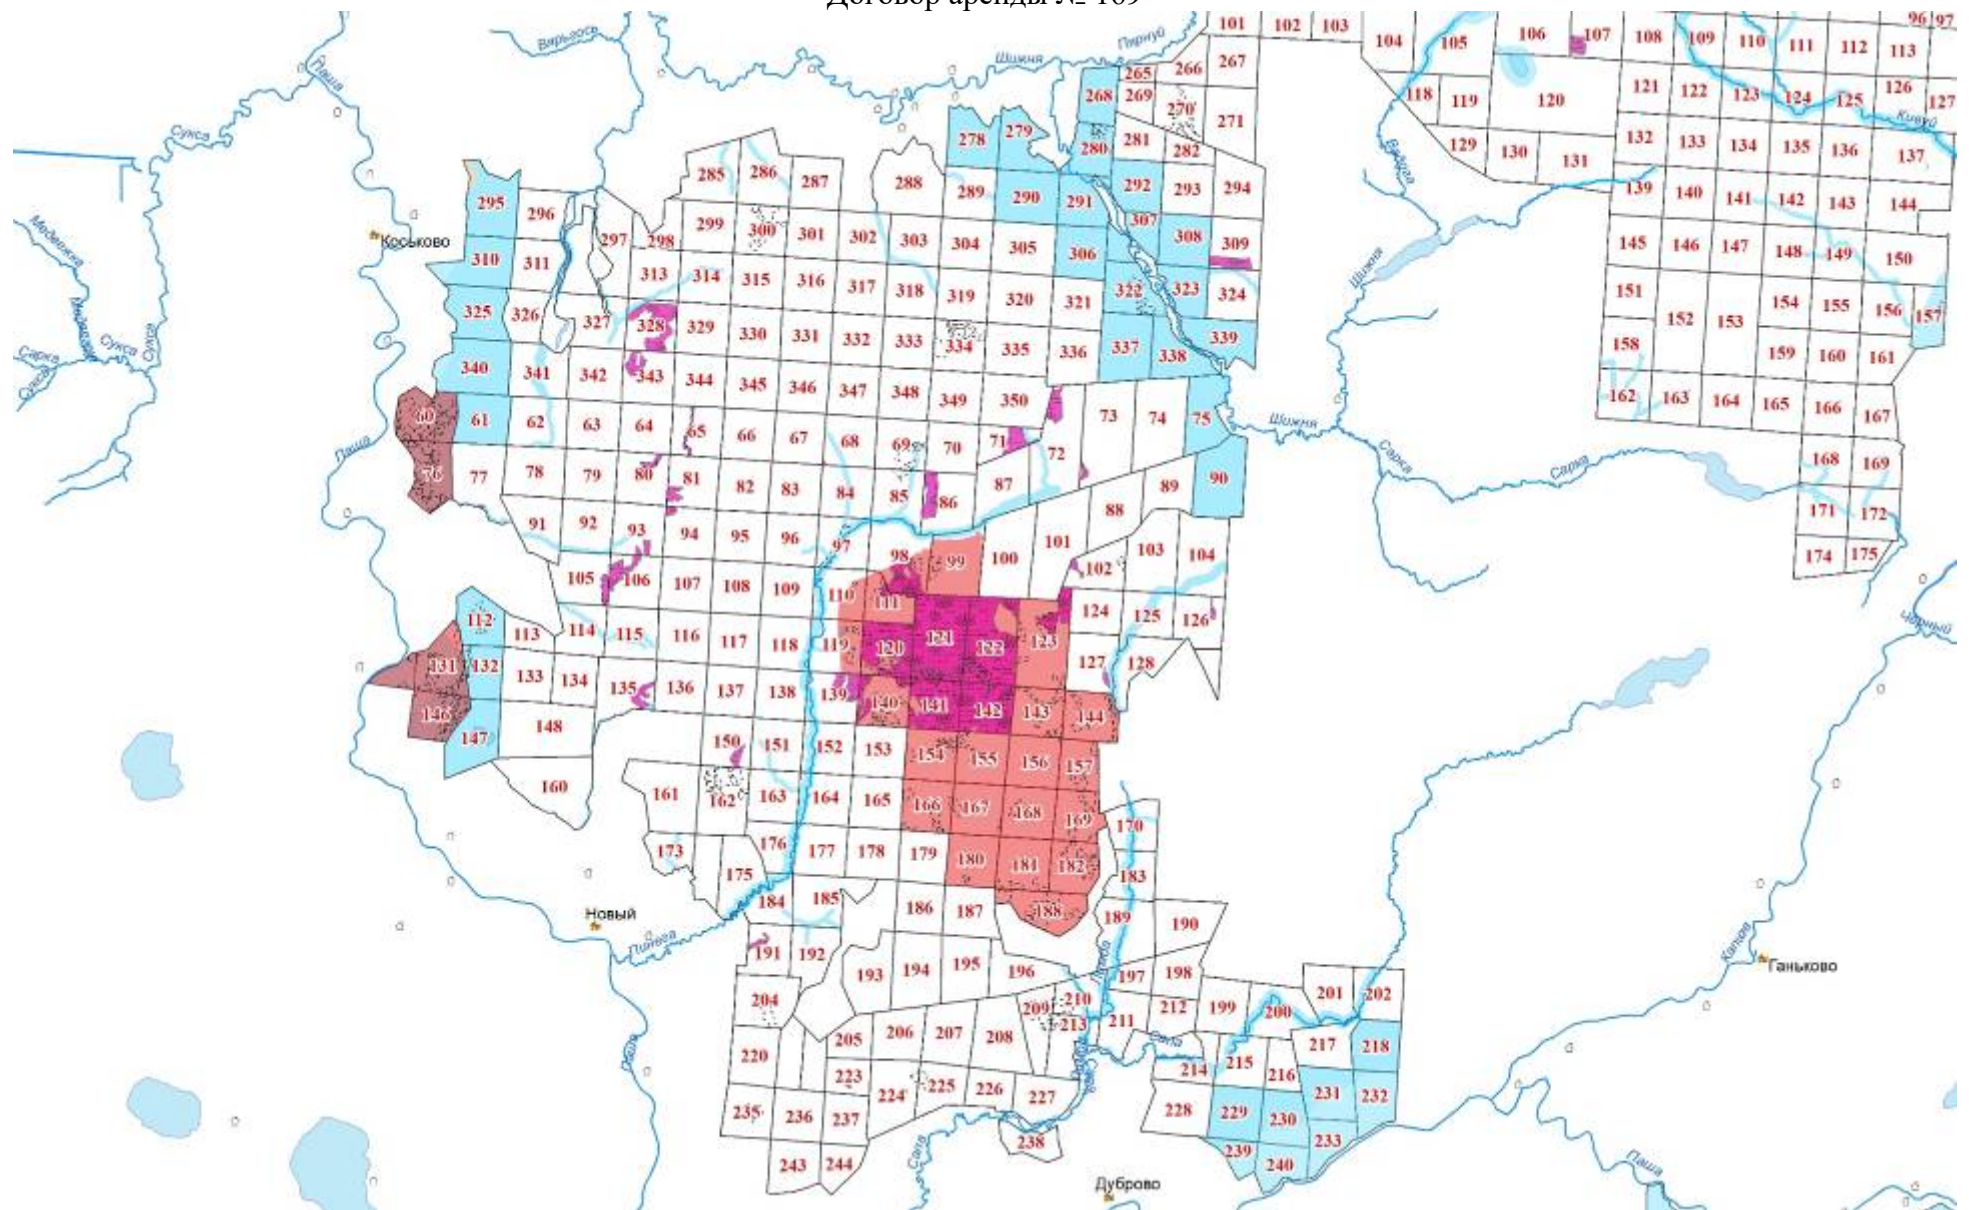 Договор аренды № 169
101 102 103
104 105 106 107 108 109 110 111 112 113 96 97
Вярьгось
Шижня
Пярнуй
265 266 267
268 269 270 271
118 119 120 121 122 123 124 125 126 127
Кивуй
Паша
Сукса
278 279 280 281 282
129 130 131 132 133 134 135 136 137
285 286 287 288 289 290 291 292 293 294
139 140 141 142 143 144
295 296 297 298 299 300 301 302 303 304 305 306 307 308 309
145 146 147 148 149 150
Коськово
Медвежка
Шижня
310 311 313 314 315 316 317 318 319 320 321 322 323 324
151 152 153 154 155 156 157
325 326 327 328 329 330 331 332 333 334 335 336 337 338 339
158 159 160 161
Сукса
Сукса
Сарка
Сукса
340 341 342 343 344 345 346 347 348 349 350
162 163 164 165 166 167
60 61 62 63 64 65 66 67 68 69 70 71 72 73 74 75
Шижня
Паша
Сарка
Сарка
168 169
76 77 78 79 80 81 82 83 84 85 86 87 88 89 90
171 172
91 92 93 94 95 96 97 98 99 100 101 102 103 104
174 175
105 106 107 108 109 110 111
112 113 114 115 116 117 118 119 120 121 122 123 124 125 126
Чёрный
131 132 133 134 135 136 137 138 139 140 141 142 143 144 127 128
146 147 148 150 151 152 153 154 155 156 157
160 161 162 163 164 165 166 167 168 169 170
173 175 176 177 178 179 180 181 182 183
184 185 186 187 188 189 190
Новый
Пинега
Капша
Ганьково
191 192 193 194 195 196 197 198 199 200 201 202
204 205 206 207 208 209 210 211 212 213
Сапа
214 215 216 217 218
220 223 224 225 226 227 228 229 230 231 232
Паша
235 236 237 238 239 240 233
243 244
Сапа
Дуброво
Паша